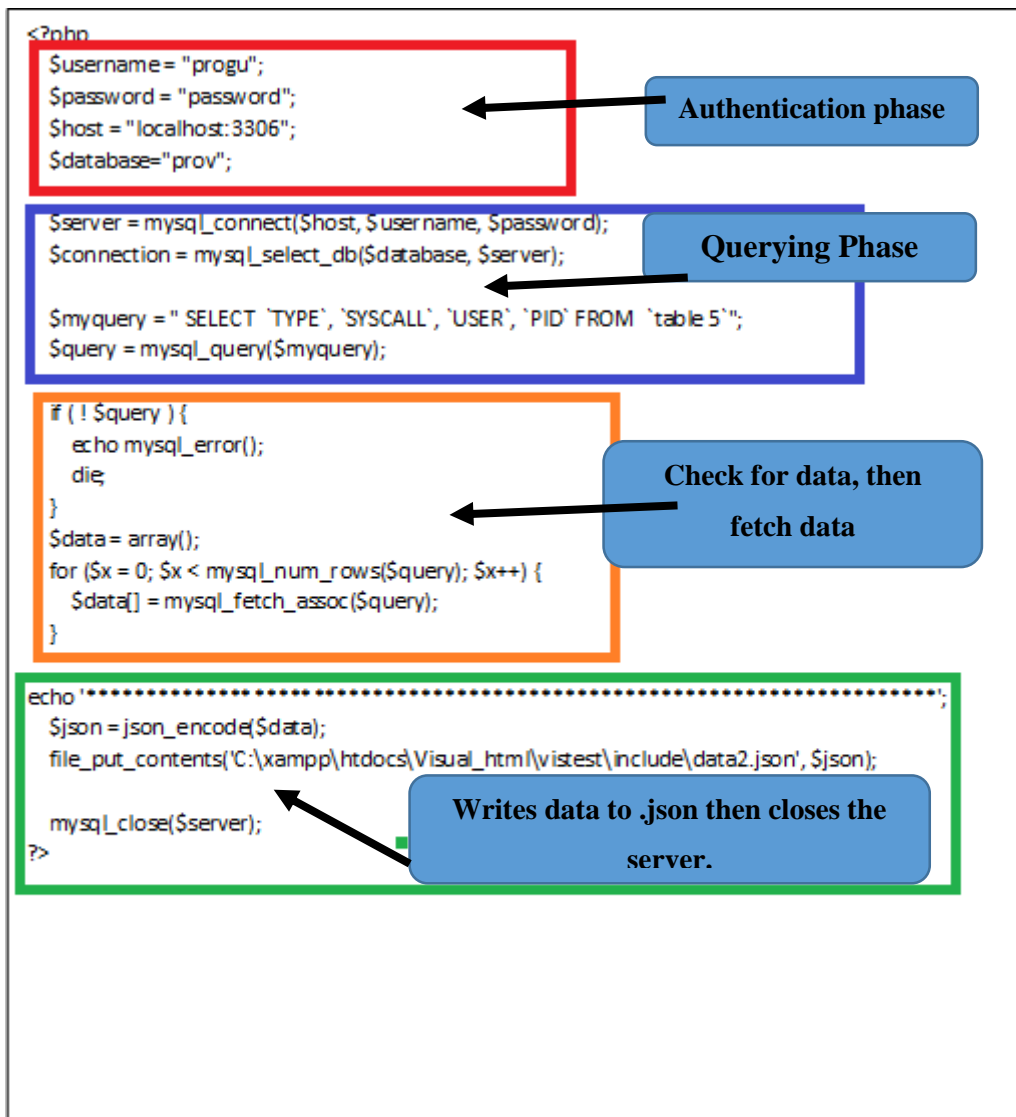 <?php
$username = "progu";
$password = "password";
$host = "localhost:3306";
$database="prov";
Authentication phase
$server = mysql_connect($host, $username, $password);
$connection = mysql_select_db($database, $server);
Querying Phase
$myquery = " SELECT `TYPE`, `SYSCALL`, `USER`, `PID` FROM `table 5`";
$query = mysql_query($myquery);
if ( ! $query ) {
echo mysql_error();
die;
}
$data = array();
for ($x = 0; $x < mysql_num_rows($query); $x++) {
$data[] = mysql_fetch_assoc($query);
}
Check for data, then
fetch data
echo '***********************************************************************';
$json = json_encode($data);
file_put_contents('C:\xampp\htdocs\Visual_html\vistest\include\data2.json', $json);
mysql_close($server);
?>
Writes data to .json then closes the
server.